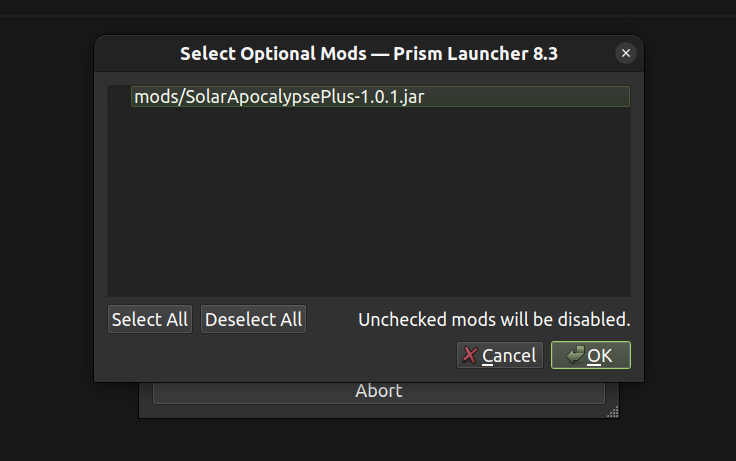 Select Optional Mods — Prism Launcher 8.3
mods/SolarApocalypsePlus-1.0.1.jar
Select All
Deselect All
Unchecked mods will be disabled.
Cancel
OK
Abort